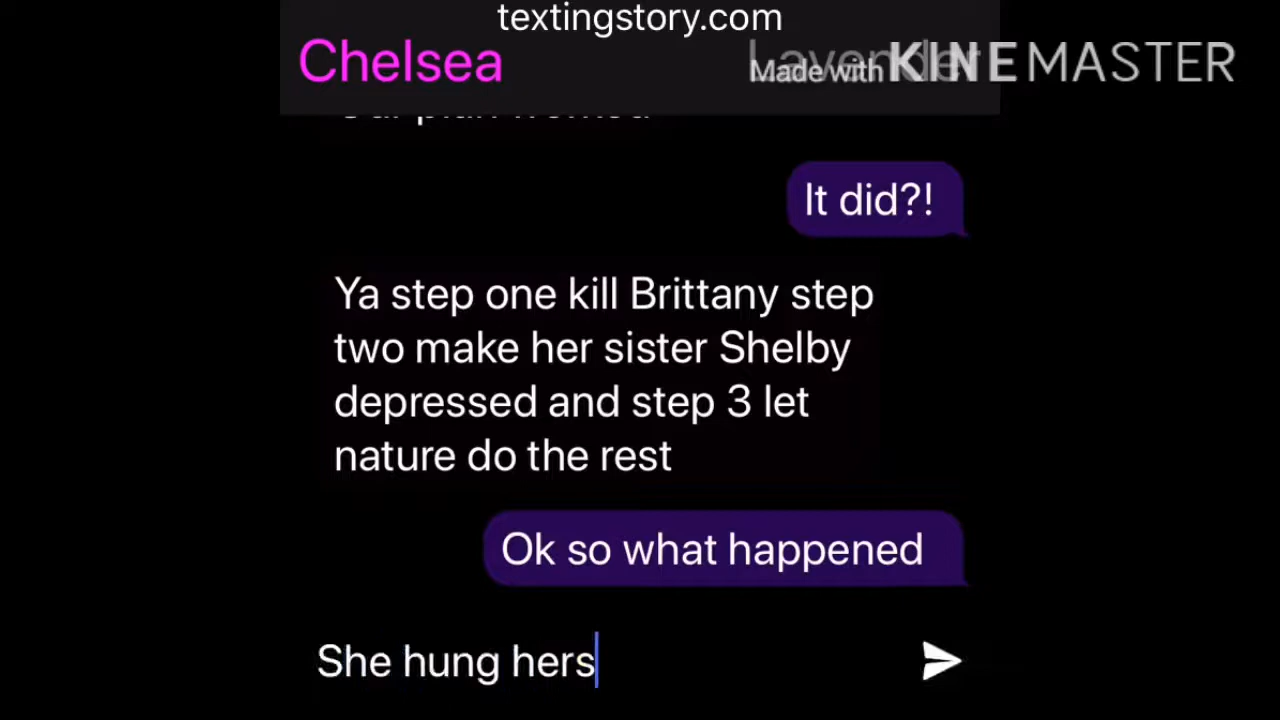 textingstory.com
Chelsea
Lavender
Made with KINEMASTER
It did?!
Ya step one kill Brittany step
two make her sister Shelby
depressed and step 3 let
nature do the rest
Ok so what happened
She hung hers